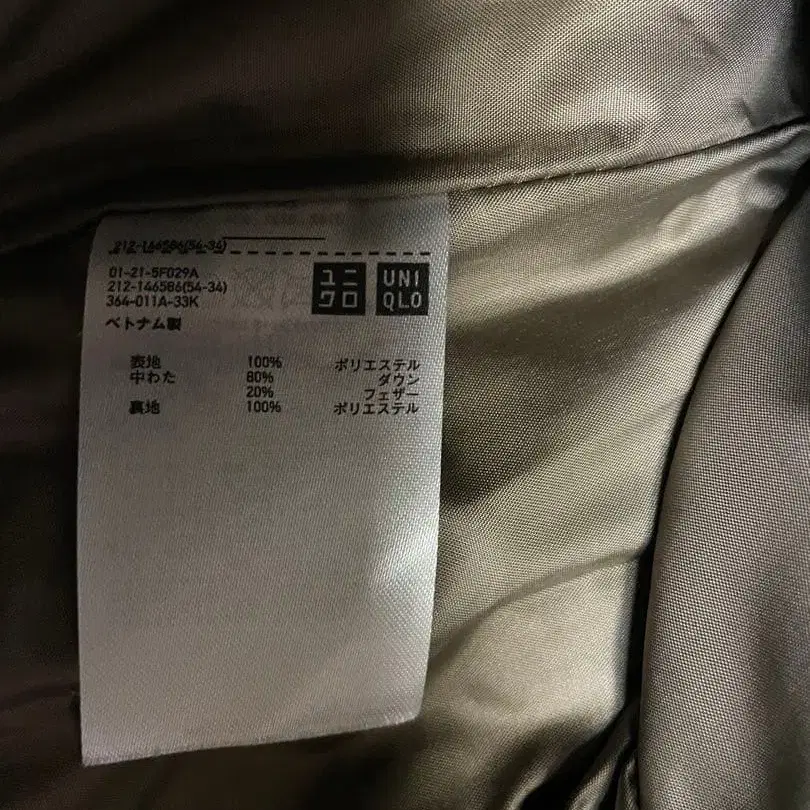 212-146586(54-34)
01-21-5F029A
212-146586(54-34)
364-011A-33K
ユニクロ
UNIQLO
ベトナム製
表地 100% ポリエステル
中わた 80% ダウン
20% フェザー
裏地 100% ポリエステル